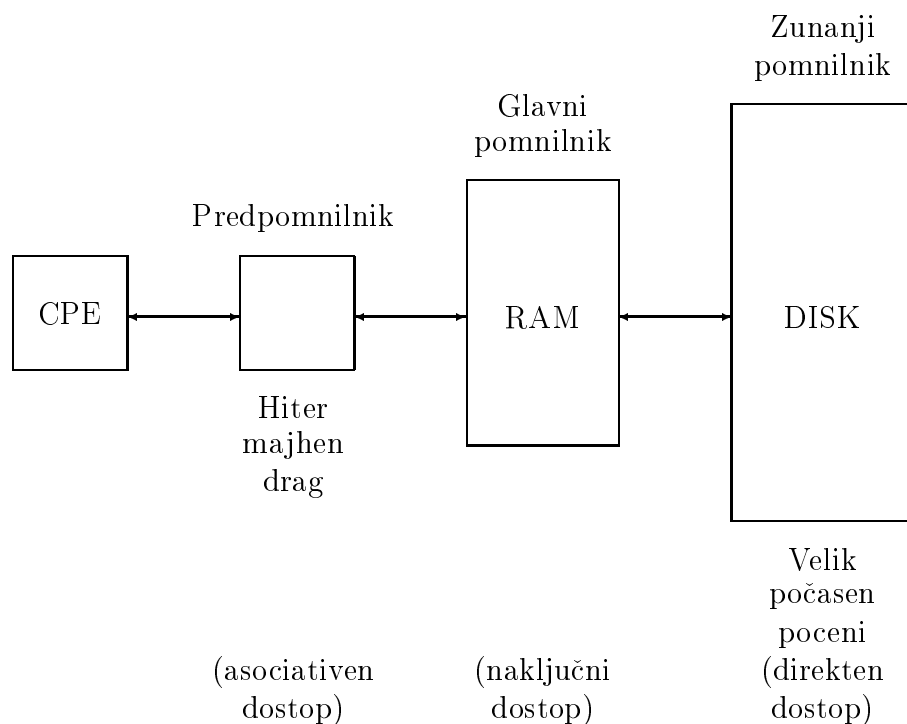 Zunanji
pomnilnik
Glavni
pomnilnik
Predpomnilnik
CPE
RAM
DISK
Hiter
majhen
drag
Velik
počasen
poceni
(asociativen
dostop)
(naključni
dostop)
(direkten
dostop)